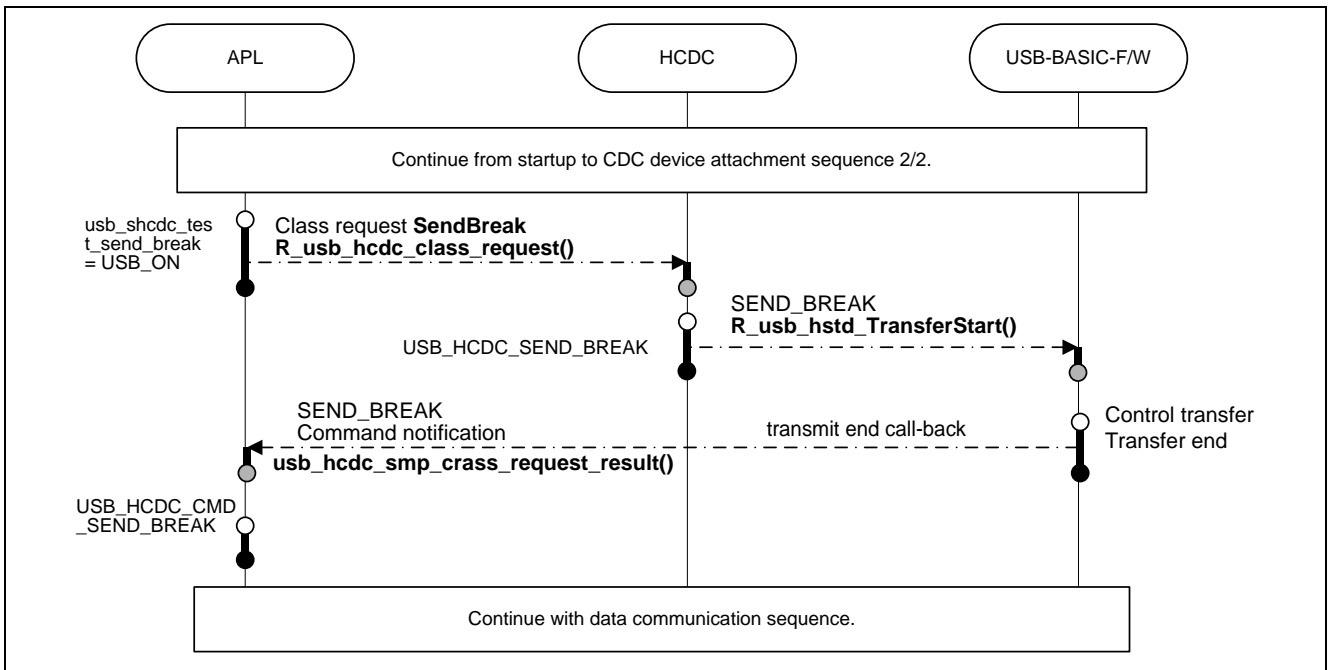 APL
HCDC
USB-BASIC-F/W
Continue from startup to CDC device attachment sequence 2/2.
usb_shcdc_tes
t_send_break
= USB_ON
Class request SendBreak
R_usb_hcdc_class_request()
SEND_BREAK
R_usb_hstd_TransferStart()
USB_HCDC_SEND_BREAK
SEND_BREAK
Command notification
transmit end call-back
Control transfer
Transfer end
usb_hcdc_smp_crass_request_result()
USB_HCDC_CMD
_SEND_BREAK
Continue with data communication sequence.